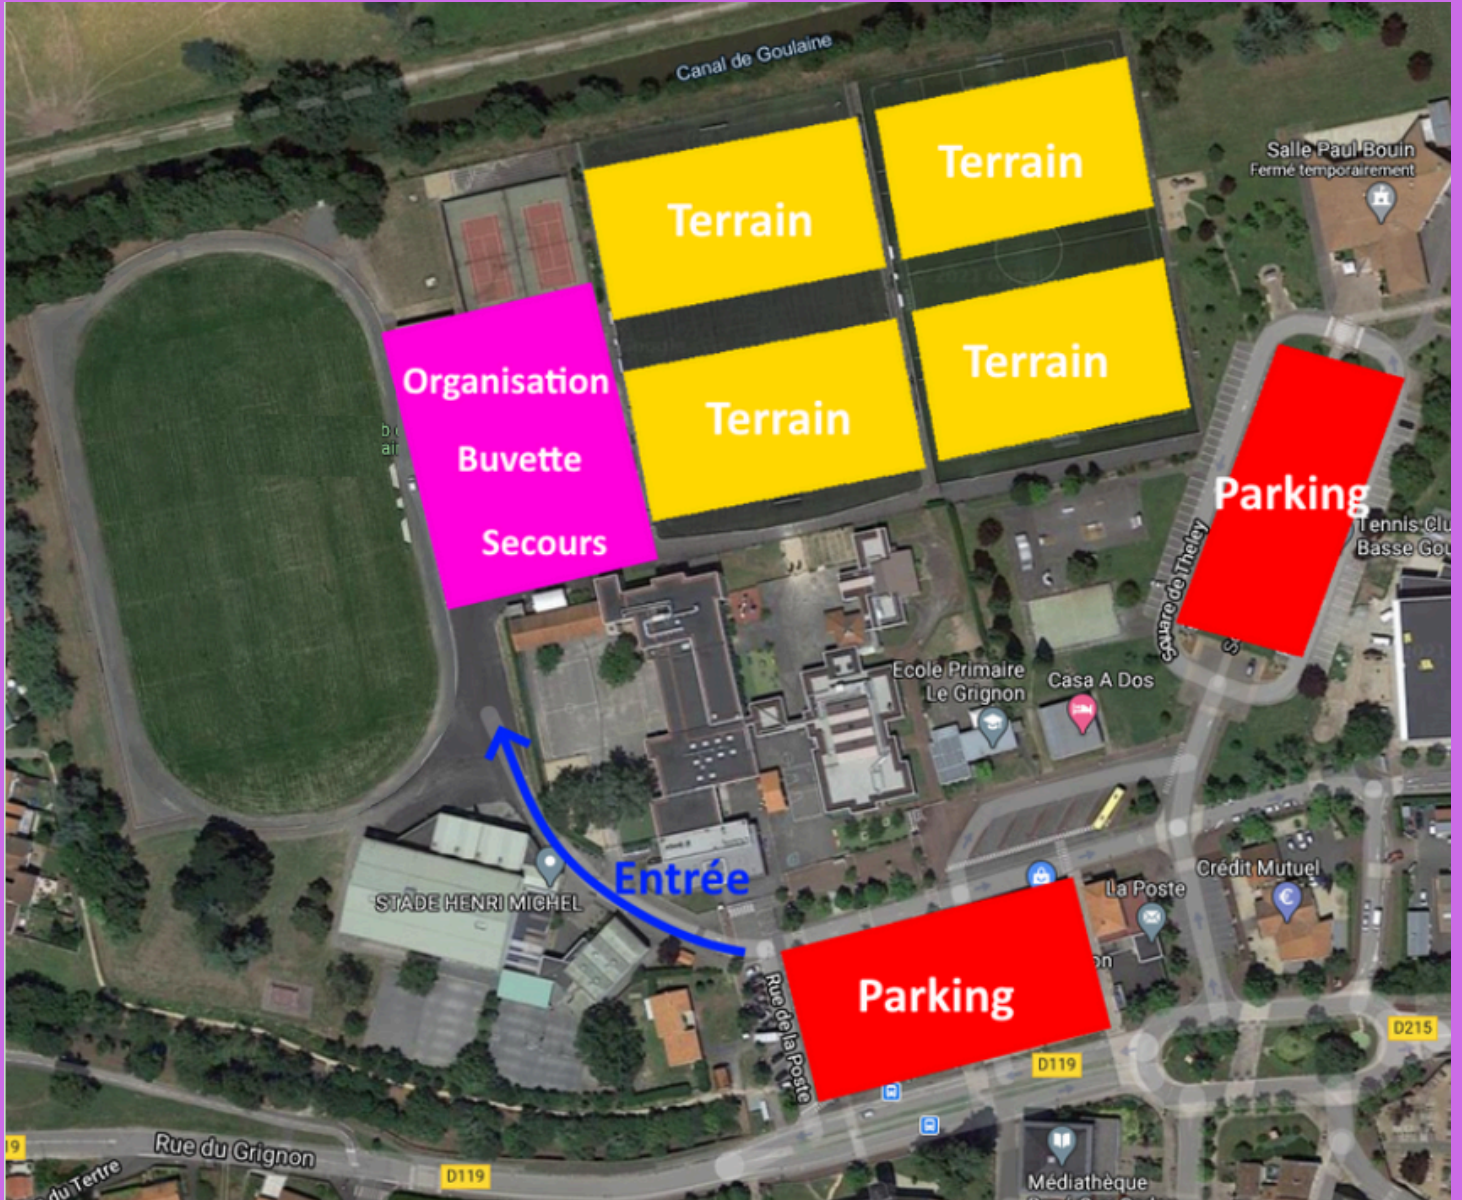 Canal de Goulaine
Terrain
Terrain
Salle Paul Bouin
Fermé temporairement
Terrain
Terrain
Organisation
Buvette
Secours
Parking
Tennis Clu
Basse Gou
Square de Theley
Ecole Primaire
Le Grignon
Casa A Dos
Entrée
STADE HENRI MICHEL
Crédit Mutuel
La Poste
on
Parking
Rue de la Poste
D215
D119
19
Rue du Grignon
D119
du Tertre
Médiathèque